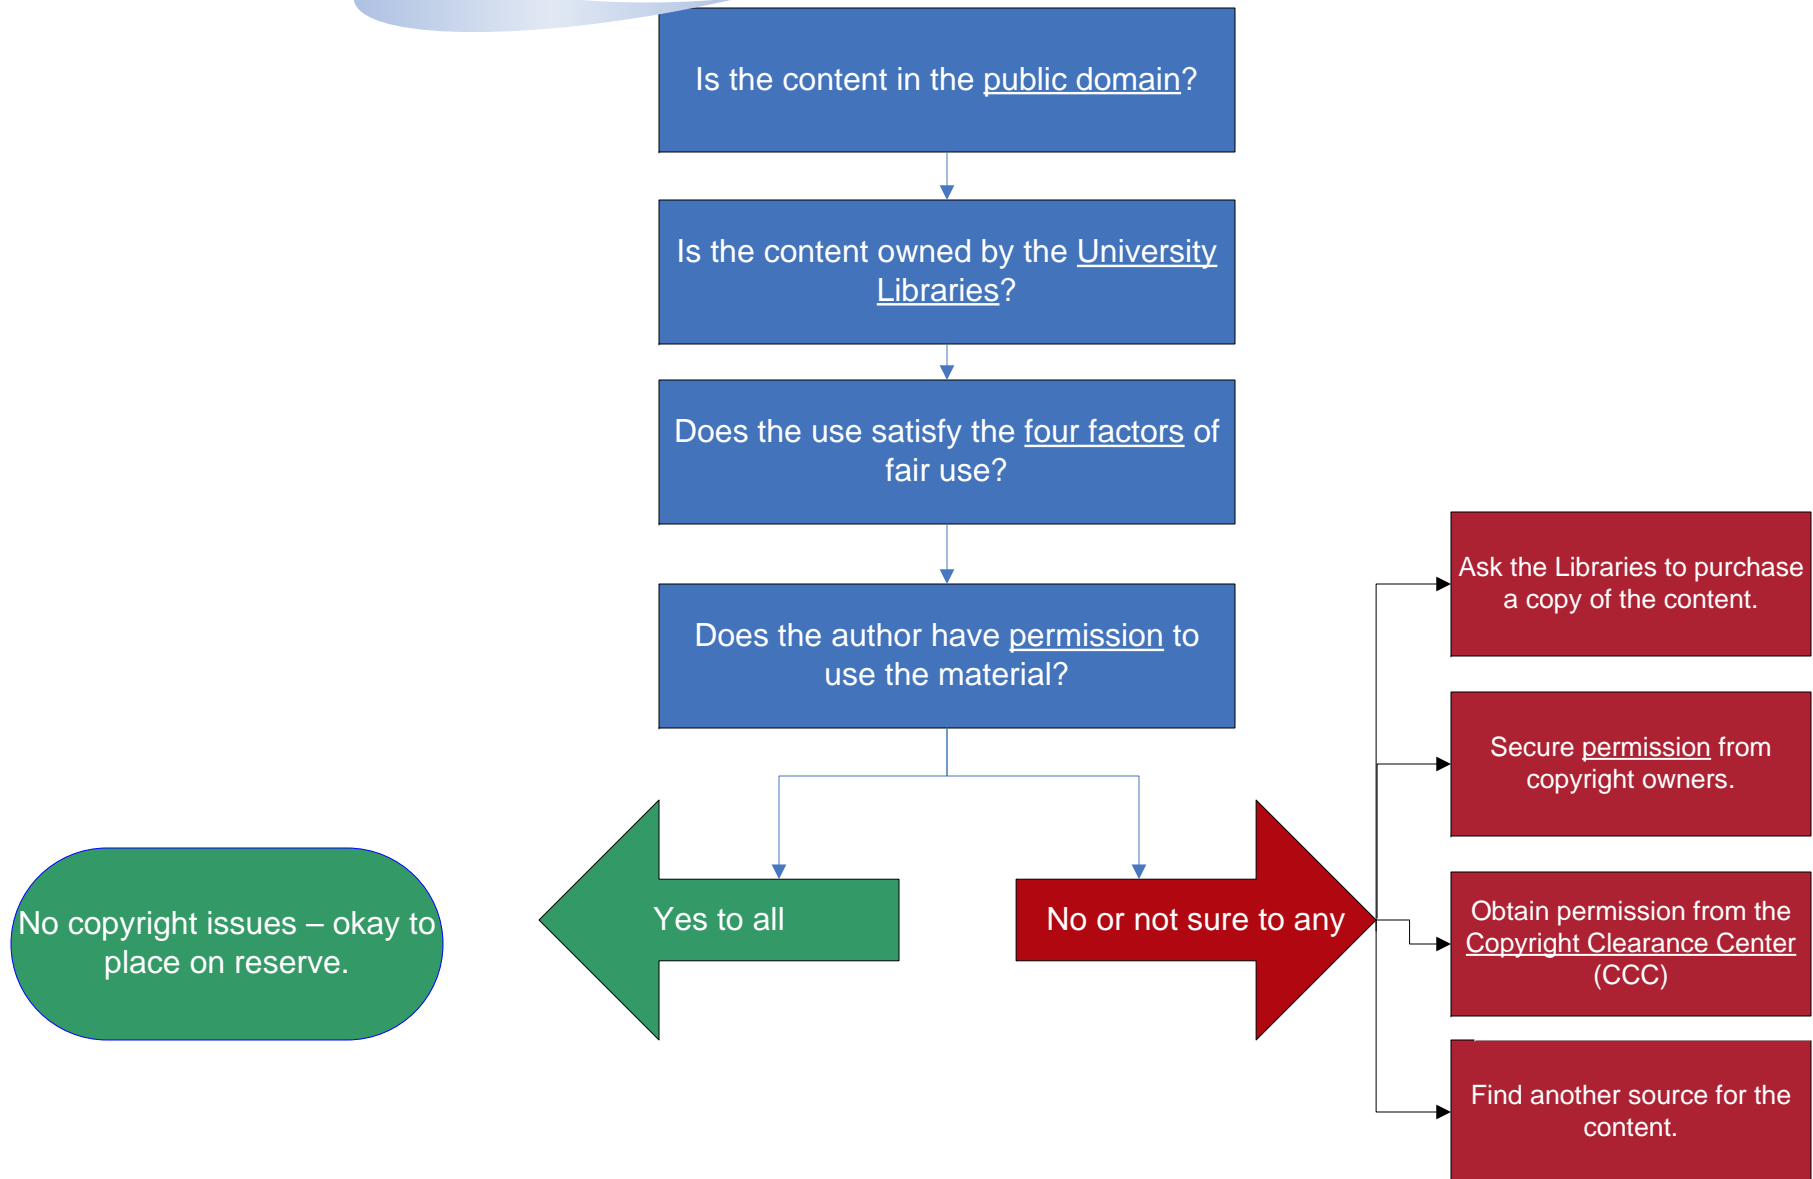 Is the content in the public domain?
Is the content owned by the University
Libraries?
Does the use satisfy the four factors of
fair use?
Does the author have permission to
use the material?
Yes to all
No copyright issues – okay to
place on reserve.
No or not sure to any
Ask the Libraries to purchase
a copy of the content.
Secure permission from
copyright owners.
Obtain permission from the
Copyright Clearance Center
(CCC)
Find another source for the
content.